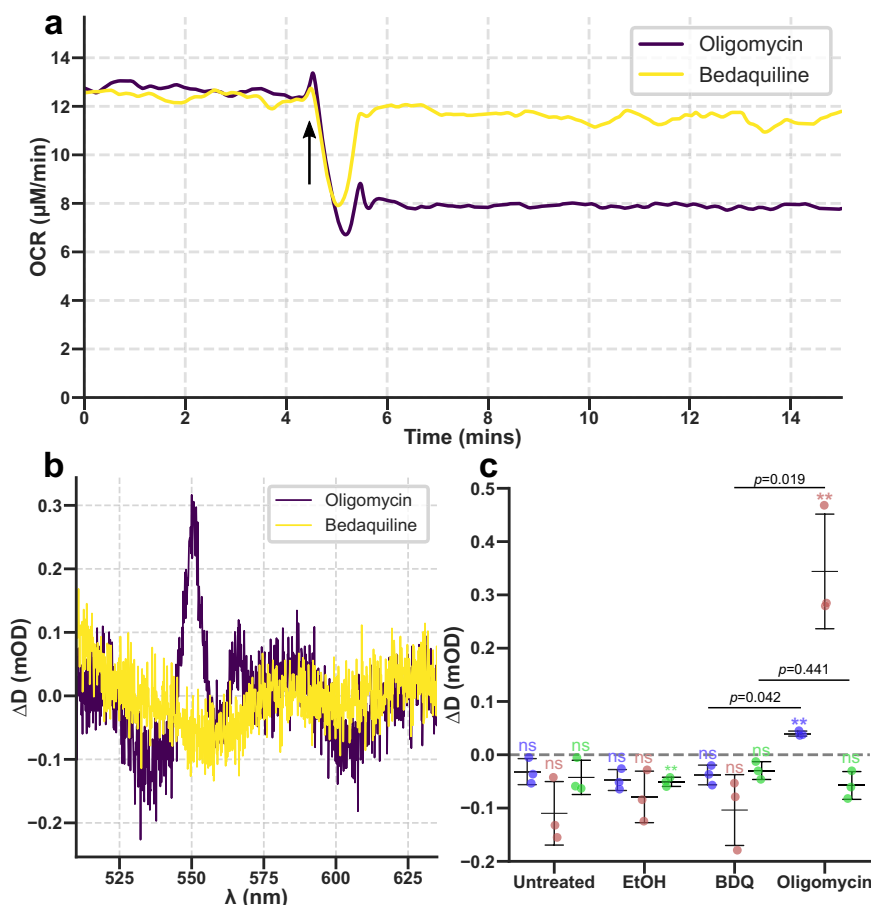 a
14
12
10
8
6
4
2
0
OCR (µM/min)
Oligomycin
Bedaquiline
0 2 4 6 8 10 12 14
Time (mins)
b
0.3
0.2
0.1
0.0
−0.1
−0.2
ΔD (mOD)
Oligomycin
Bedaquiline
525 550 575 600 625
λ (nm)
c
0.5
0.4
0.3
0.2
0.1
0.0
−0.1
−0.2
ΔD (mOD)
p=0.019
**
p=0.441
p=0.042
**
ns ns ns
ns ns **
ns ns ns
ns
Untreated EtOH BDQ Oligomycin